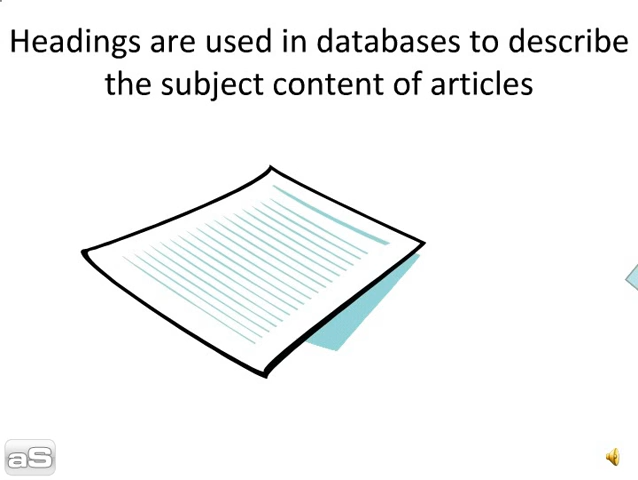 Headings are used in databases to describe
the subject content of articles
aS